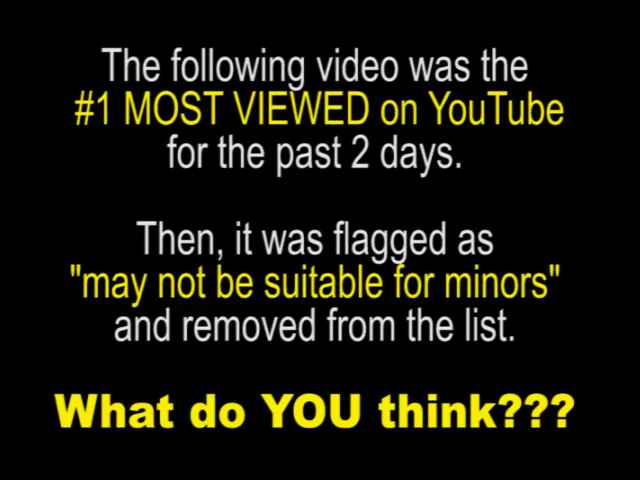 The following video was the
#1 MOST VIEWED on YouTube
for the past 2 days.
Then, it was flagged as
"may not be suitable for minors"
and removed from the list.
What do YOU think???